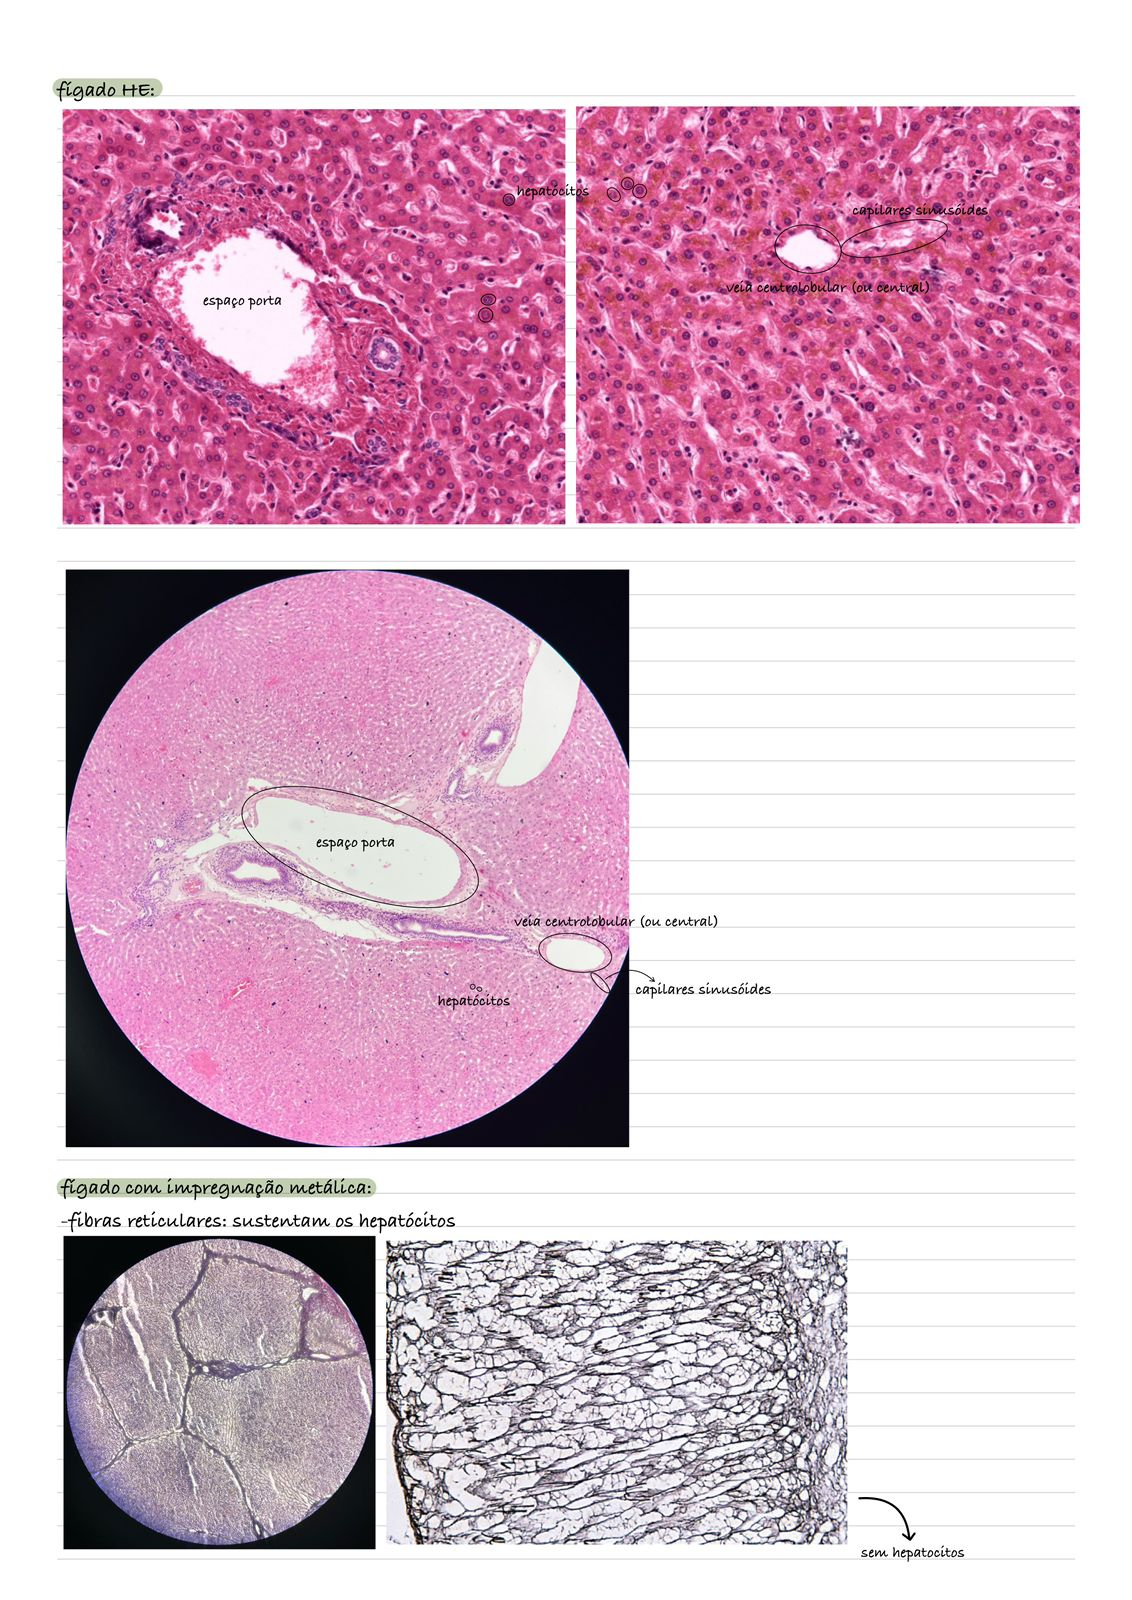 fígado HE:
hepatócitos
capilares sinusóides
espaço porta
veia centrolobular (ou central)
espaço porta
veia centrolobular (ou central)
capilares sinusóides
hepatócitos
fígado com impregnação metálica:
-fibras reticulares: sustentam os hepatócitos
sem hepatocitos